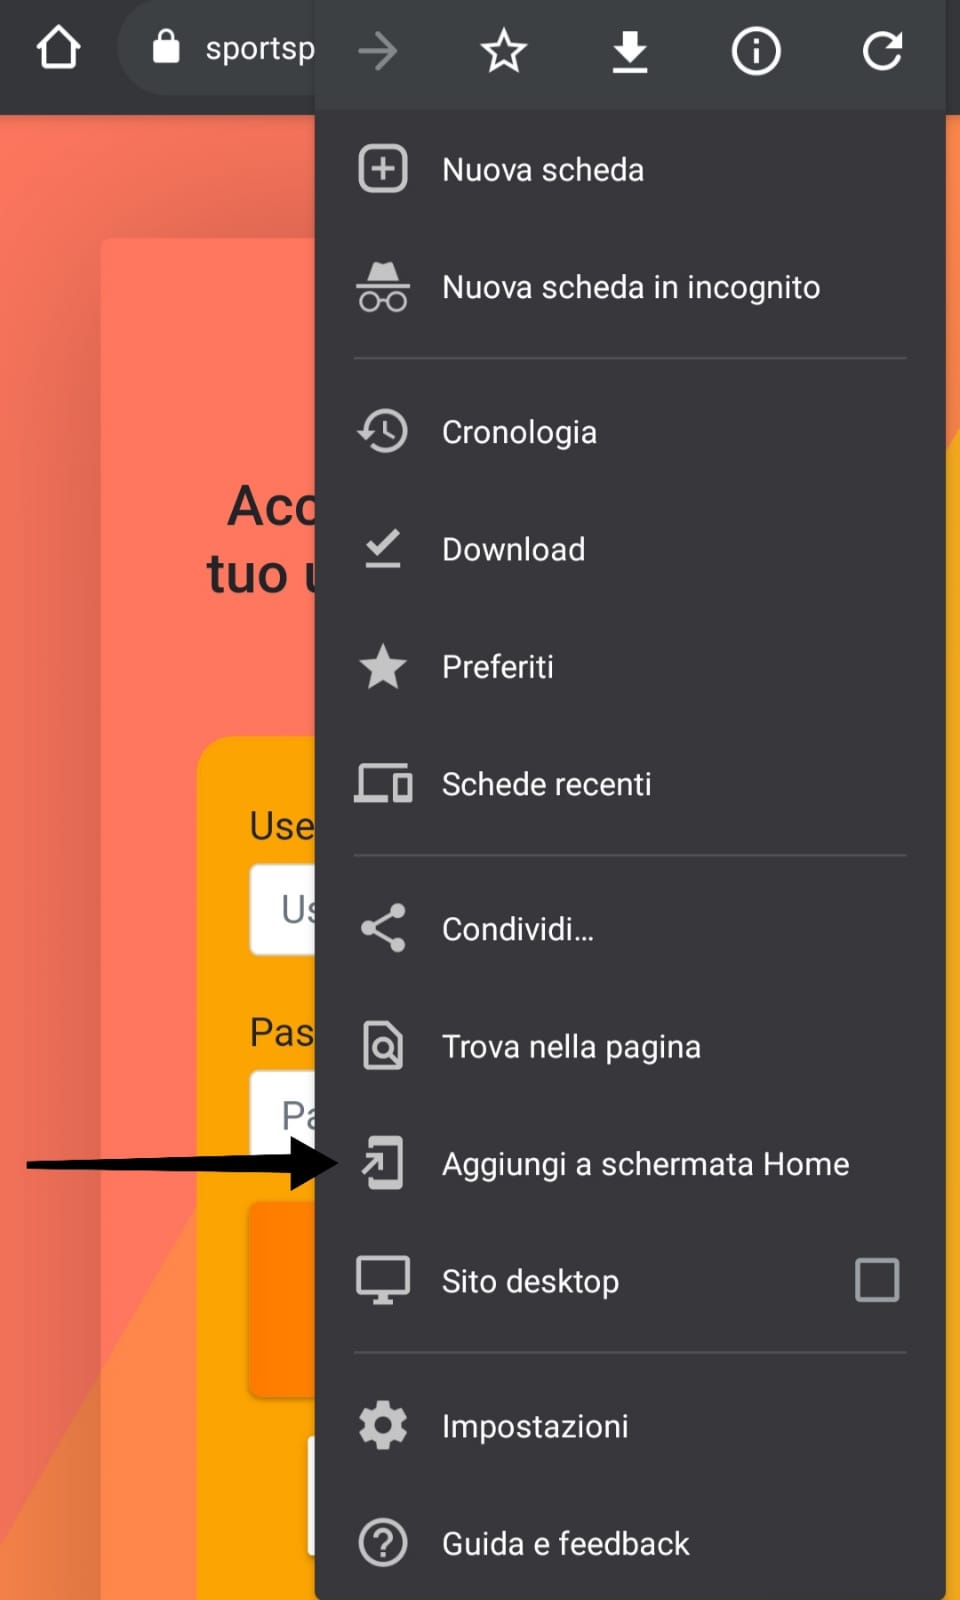 sportsp
Nuova scheda
Nuova scheda in incognito
Cronologia
Download
Acc
tuo
Preferiti
Schede recenti
Use
Us
Condividi...
Pas
Trova nella pagina
Pa
Aggiungi a schermata Home
Sito desktop
Impostazioni
Guida e feedback